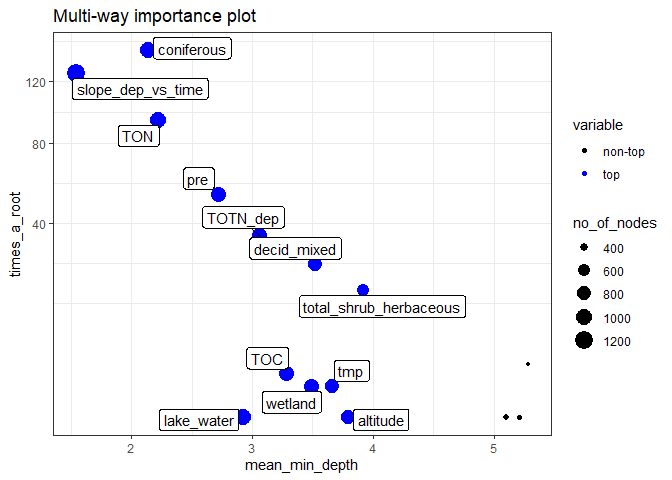 Multi-way importance plot
coniferous
slope_dep_vs_time
TON
pre
TOTN_dep
decid_mixed
total_shrub_herbaceous
TOC
tmp
wetland
lake_water
altitude
120
80
40
times_a_root
2
3
4
5
mean_min_depth
variable
non-top
top
no_of_nodes
400
600
800
1000
1200